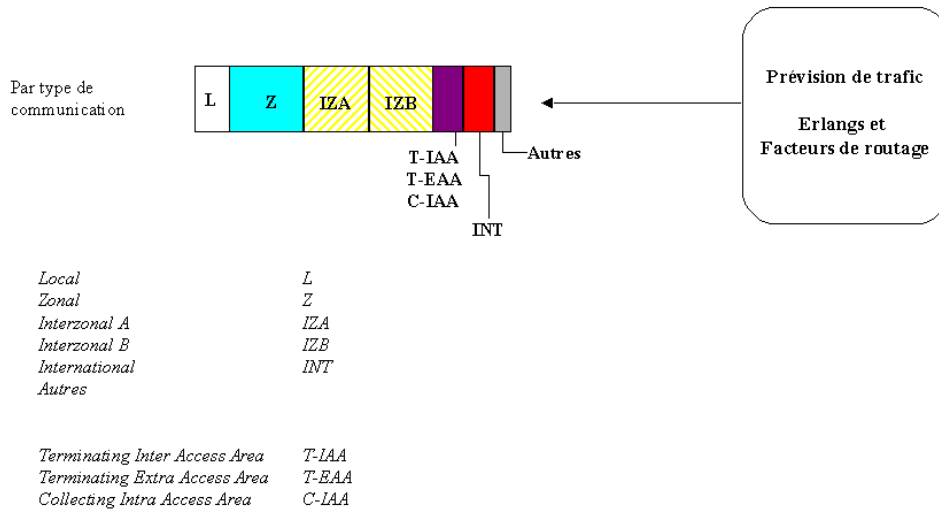 Par type de
communication
L
Z
IZA
IZB
T-IAA
T-EAA
C-IAA
INT
Autres
Prévision de trafic
Erlangs et
Facteurs de routage
Local L
Zonal Z
Interzonal A IZA
Interzonal B IZB
International INT
Autres
Terminating Inter Access Area T-IAA
Terminating Extra Access Area T-EAA
Collecting Intra Access Area C-IAA